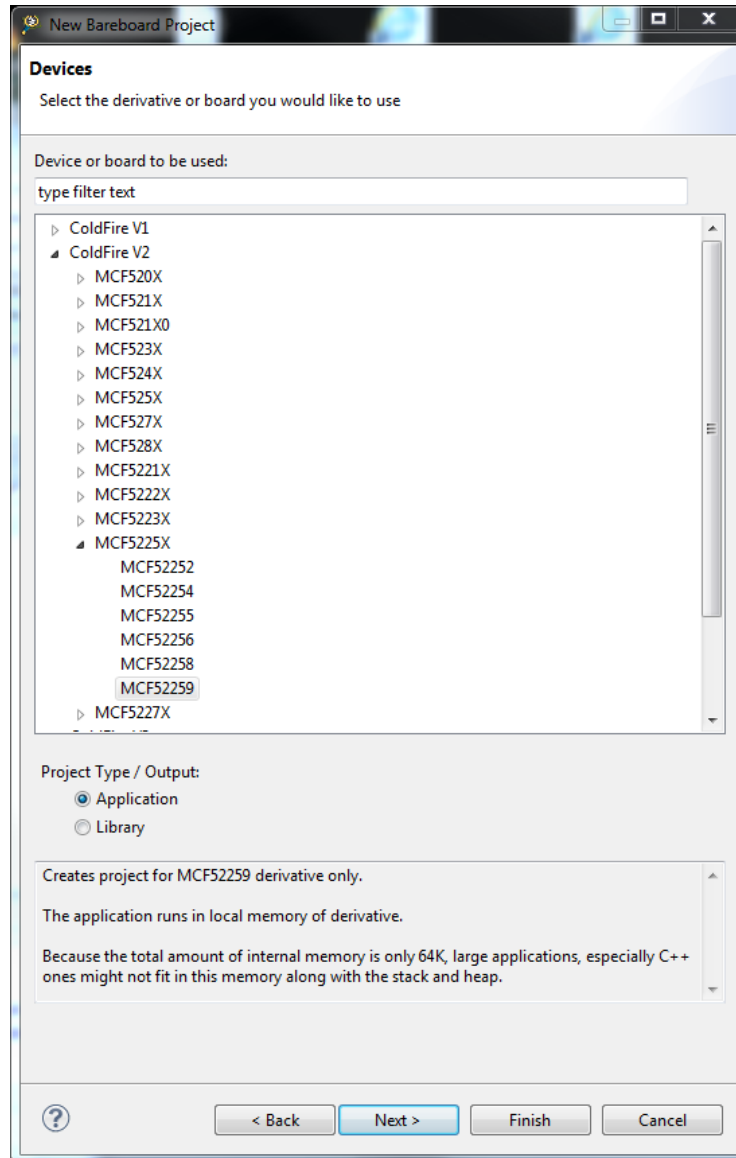 New Bareboard Project
Devices
Select the derivative or board you would like to use
Device or board to be used:
type filter text
ColdFire V1
ColdFire V2
MCF520X
MCF521X
MCF521X0
MCF523X
MCF524X
MCF525X
MCF527X
MCF528X
MCF5221X
MCF5222X
MCF5223X
MCF5225X
MCF52252
MCF52254
MCF52255
MCF52256
MCF52258
MCF52259
MCF5227X
Project Type / Output:
Application
Library
Creates project for MCF52259 derivative only.
The application runs in local memory of derivative.
Because the total amount of internal memory is only 64K, large applications, especially C++
ones might not fit in this memory along with the stack and heap.
? < Back Next > Finish Cancel